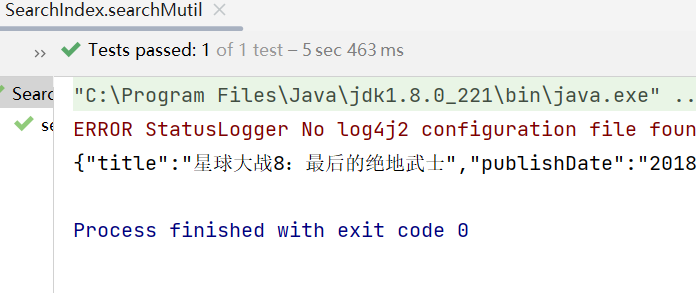 SearchIndex.searchMutil
Tests passed: 1 of 1 test – 5 sec 463 ms
Sear
"C:\Program Files\Java\jdk1.8.0_221\bin\java.exe" ..
se
ERROR StatusLogger No log4j2 configuration file foun
{"title":"星球大战8：最后的绝地武士","publishDate":"2018
Process finished with exit code 0